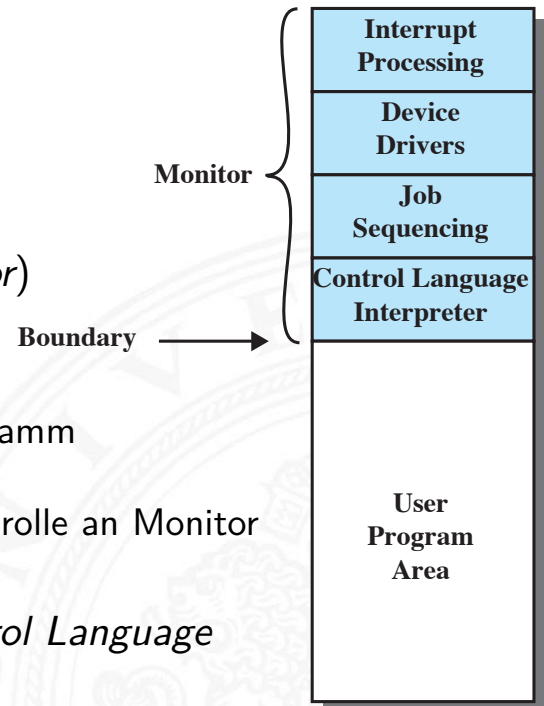 Interrupt
Processing
Device
Drivers
Monitor
Job
Sequencing
or)
Control Language
Interpreter
Boundary
ramm
rolle an Monitor
User
Program
Area
rol Language